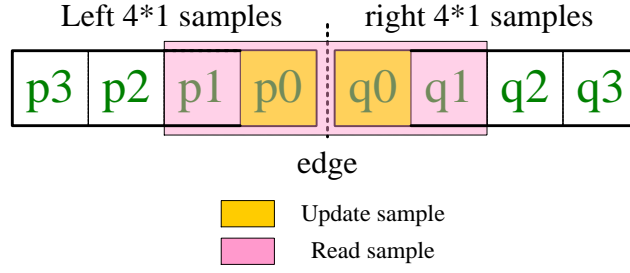 Left 4*1 samples right 4*1 samples
p3 p2 p1 p0 q0 q1 q2 q3
edge
Update sample
Read sample